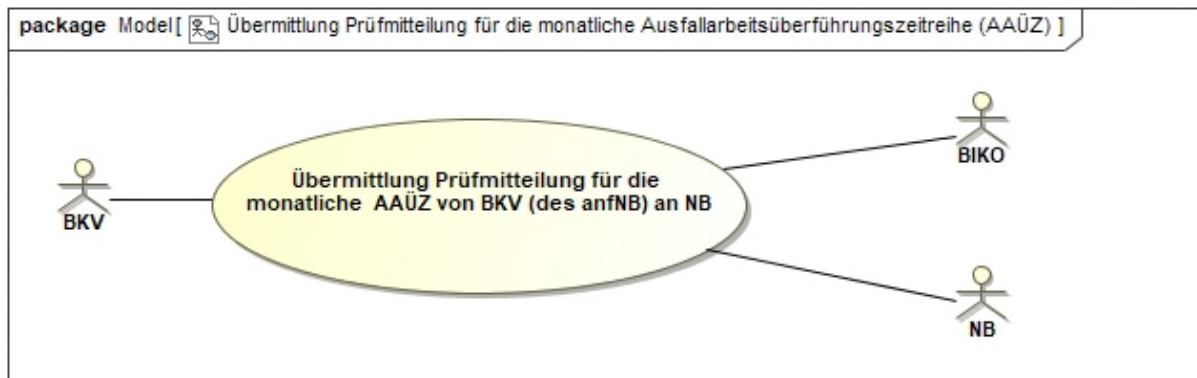 package Model [ Übermittlung Prüfmitteilung für die monatliche Ausfallarbeitsüberführungszeitreihe (AAÜZ) ]
BIKO
Übermittlung Prüfmitteilung für die
monatliche AAÜZ von BKV (des anfNB) an NB
BKV
NB